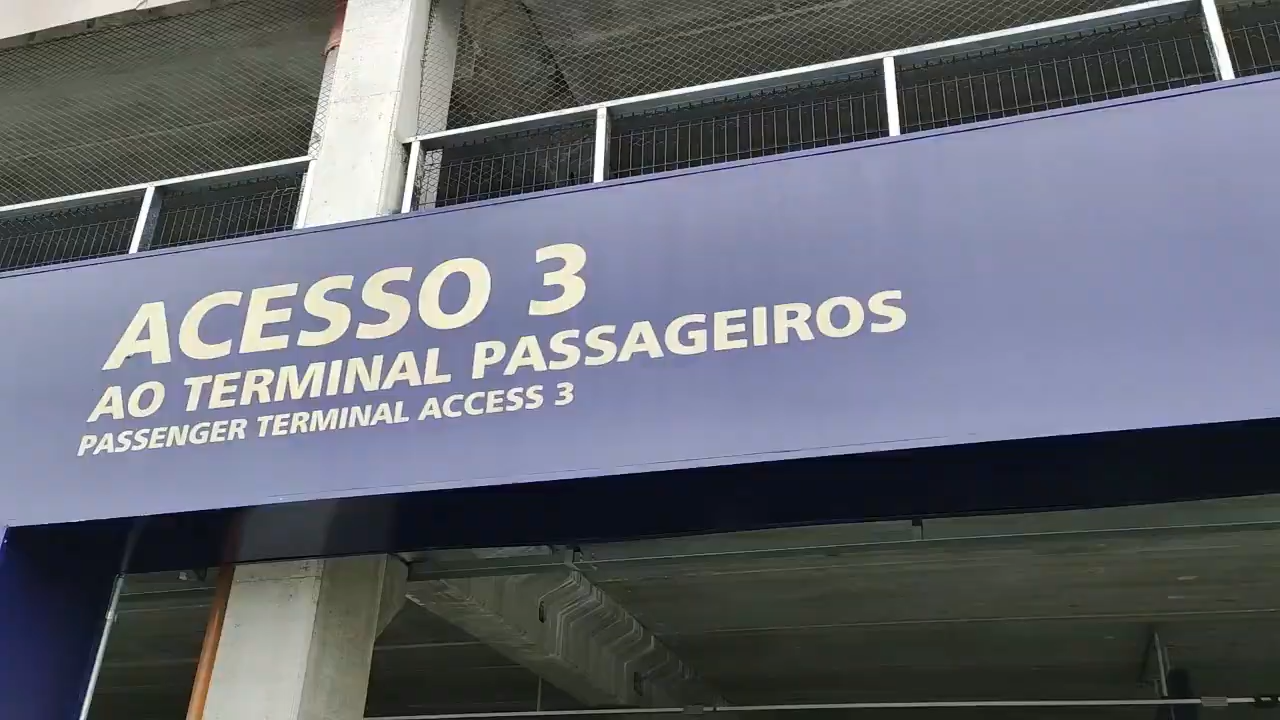 ACESSO 3
AO TERMINAL PASSAGEIROS
PASSENGER TERMINAL ACCESS 3